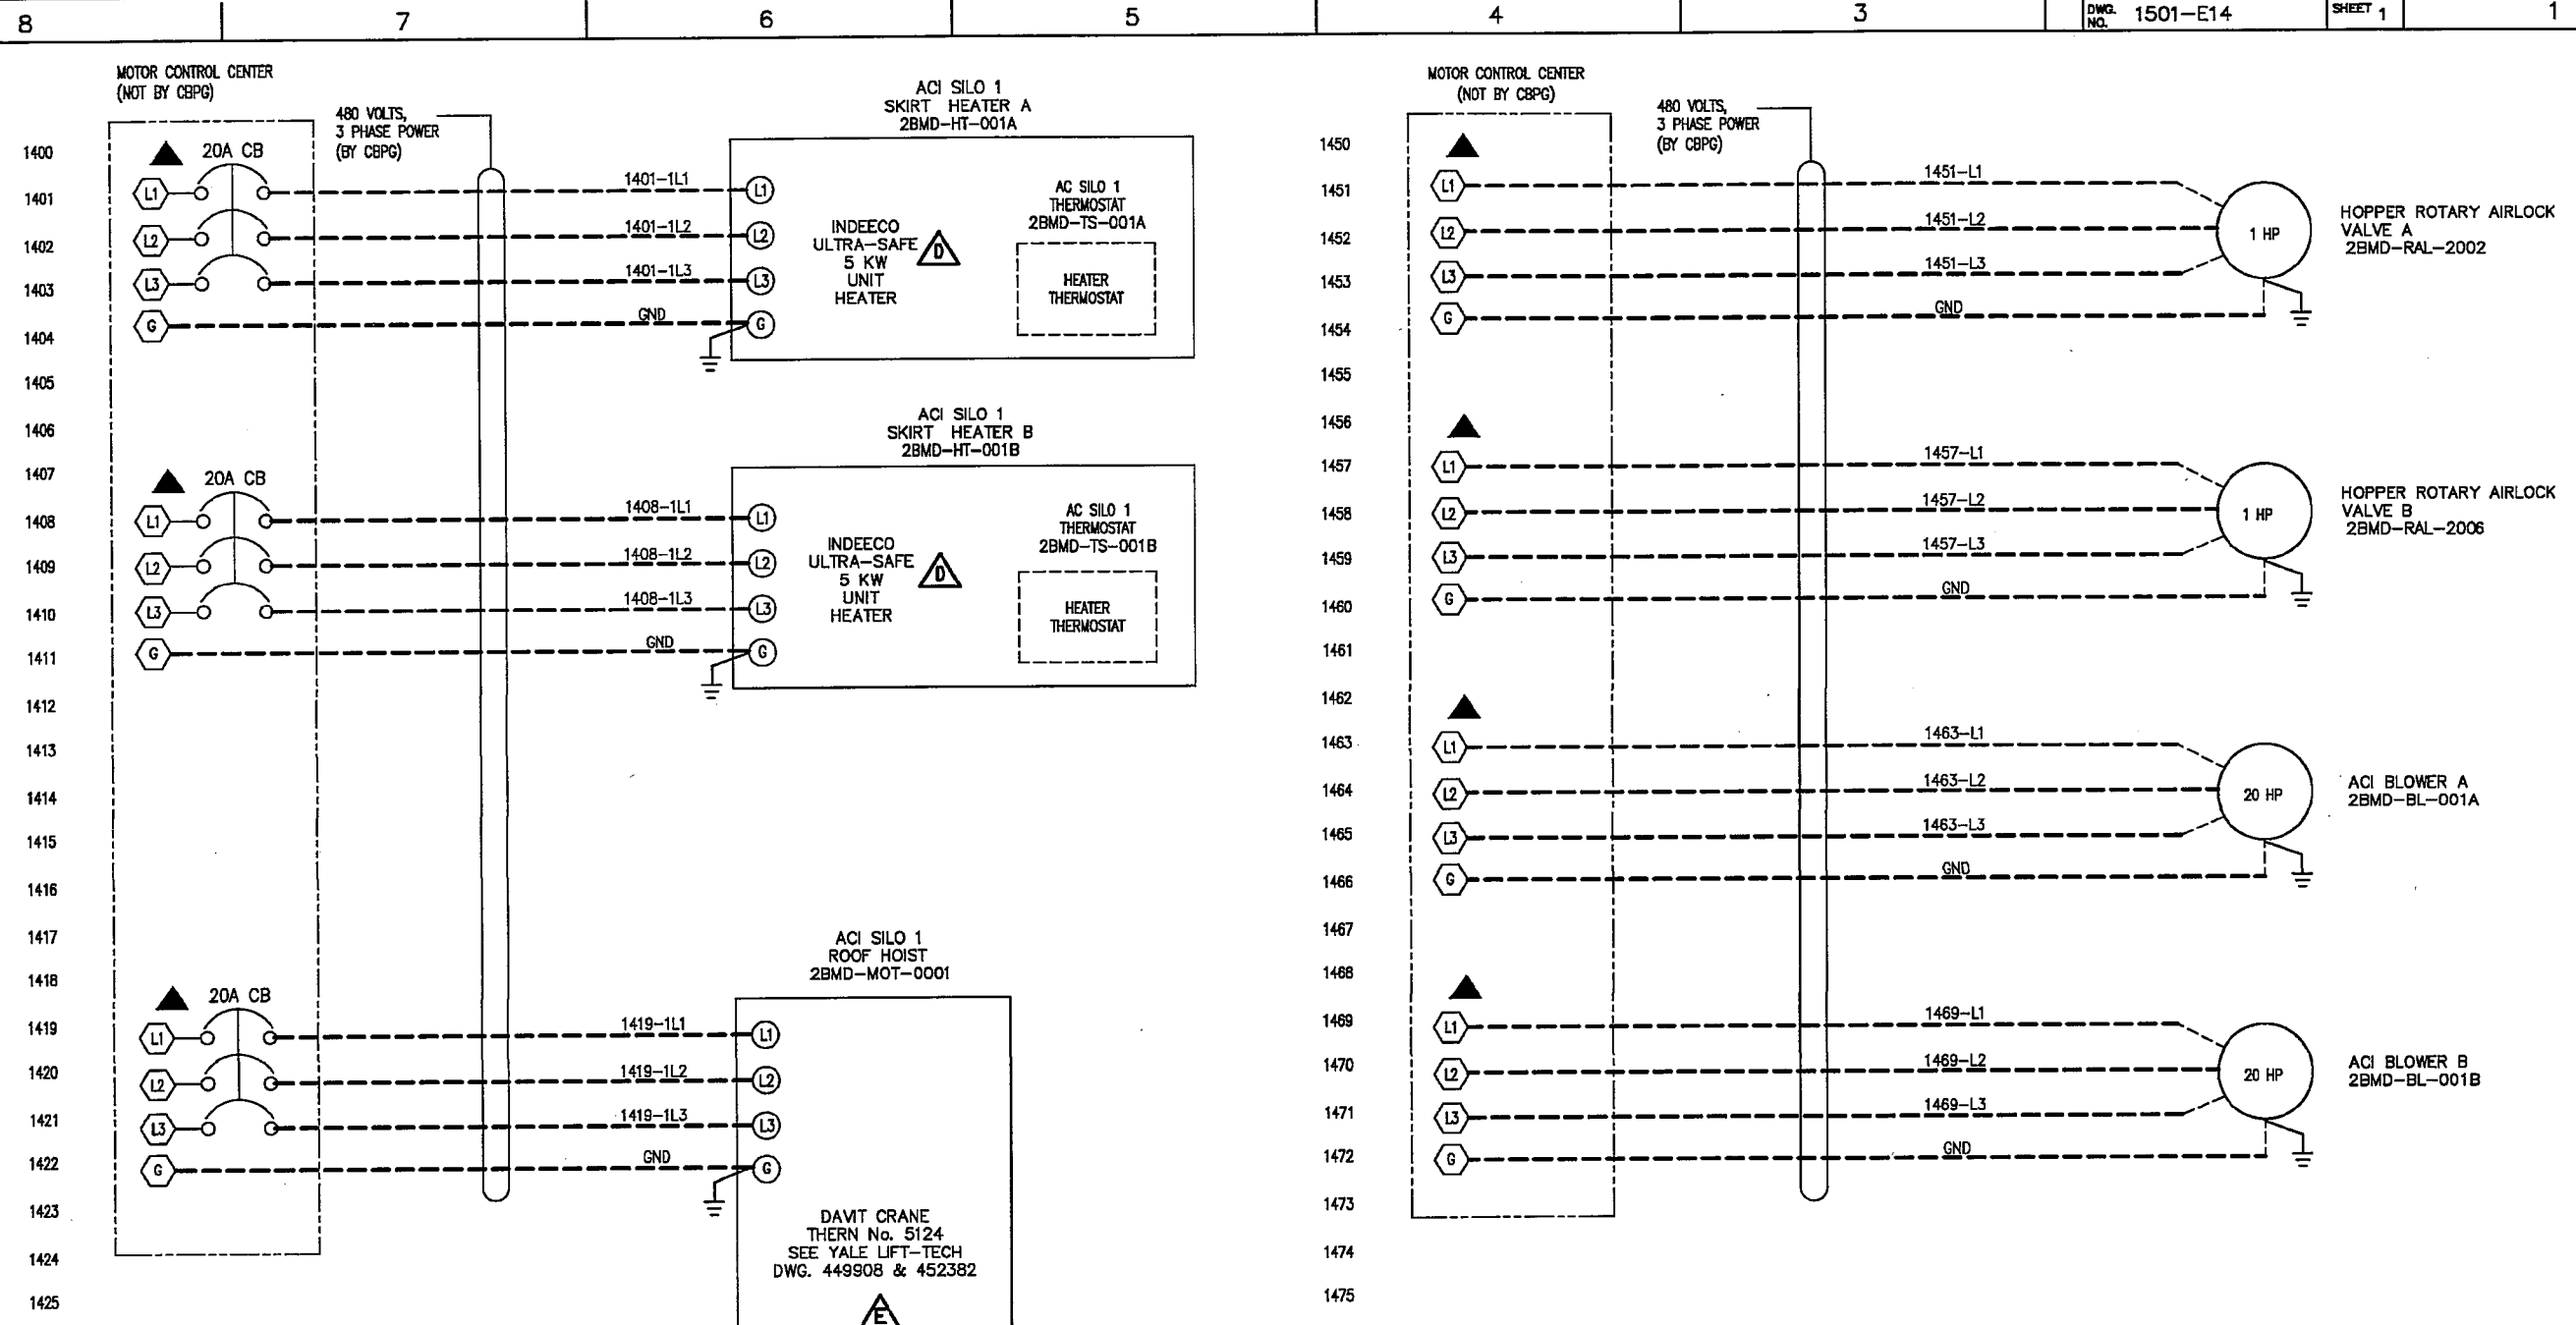 8 7 6 5 4 3 DWG. NO. 1501-E14 SHEET 1 1
MOTOR CONTROL CENTER
(NOT BY CBPG)
480 VOLTS,
3 PHASE POWER
(BY CBPG)
ACI SILO 1
SKIRT HEATER A
2BMD-HT-001A
1400
20A CB
1401
L1
1401-1L1
L1
1402
L2
1401-1L2
L2
1403
L3
1401-1L3
L3
1404
G
GND
G
INDEECO
ULTRA-SAFE
5 KW
UNIT
HEATER
D
AC SILO 1
THERMOSTAT
2BMD-TS-001A
HEATER
THERMOSTAT
1405
1406
ACI SILO 1
SKIRT HEATER B
2BMD-HT-001B
1407
20A CB
1408
L1
1408-1L1
L1
1409
L2
1408-1L2
L2
1410
L3
1408-1L3
L3
1411
G
GND
G
INDEECO
ULTRA-SAFE
5 KW
UNIT
HEATER
D
AC SILO 1
THERMOSTAT
2BMD-TS-001B
HEATER
THERMOSTAT
1412
1413
1414
1415
1416
1417
ACI SILO 1
ROOF HOIST
2BMD-MOT-0001
1418
20A CB
1419
L1
1419-1L1
L1
1420
L2
1419-1L2
L2
1421
L3
1419-1L3
L3
1422
G
GND
G
1423
DAVIT CRANE
THERN No. 5124
SEE YALE LIFT-TECH
DWG. 449908 & 452382
E
1424
1425
MOTOR CONTROL CENTER
(NOT BY CBPG)
480 VOLTS,
3 PHASE POWER
(BY CBPG)
1450
1451
L1
1451-L1
1452
L2
1451-L2
1453
L3
1451-L3
1454
G
GND
1 HP
HOPPER ROTARY AIRLOCK
VALVE A
2BMD-RAL-2002
1455
1456
1457
L1
1457-L1
1458
L2
1457-L2
1459
L3
1457-L3
1460
G
GND
1 HP
HOPPER ROTARY AIRLOCK
VALVE B
2BMD-RAL-2006
1461
1462
1463
L1
1463-L1
1464
L2
1463-L2
1465
L3
1463-L3
1466
G
GND
20 HP
ACI BLOWER A
2BMD-BL-001A
1467
1468
1469
L1
1469-L1
1470
L2
1469-L2
1471
L3
1469-L3
1472
G
GND
20 HP
ACI BLOWER B
2BMD-BL-001B
1473
1474
1475